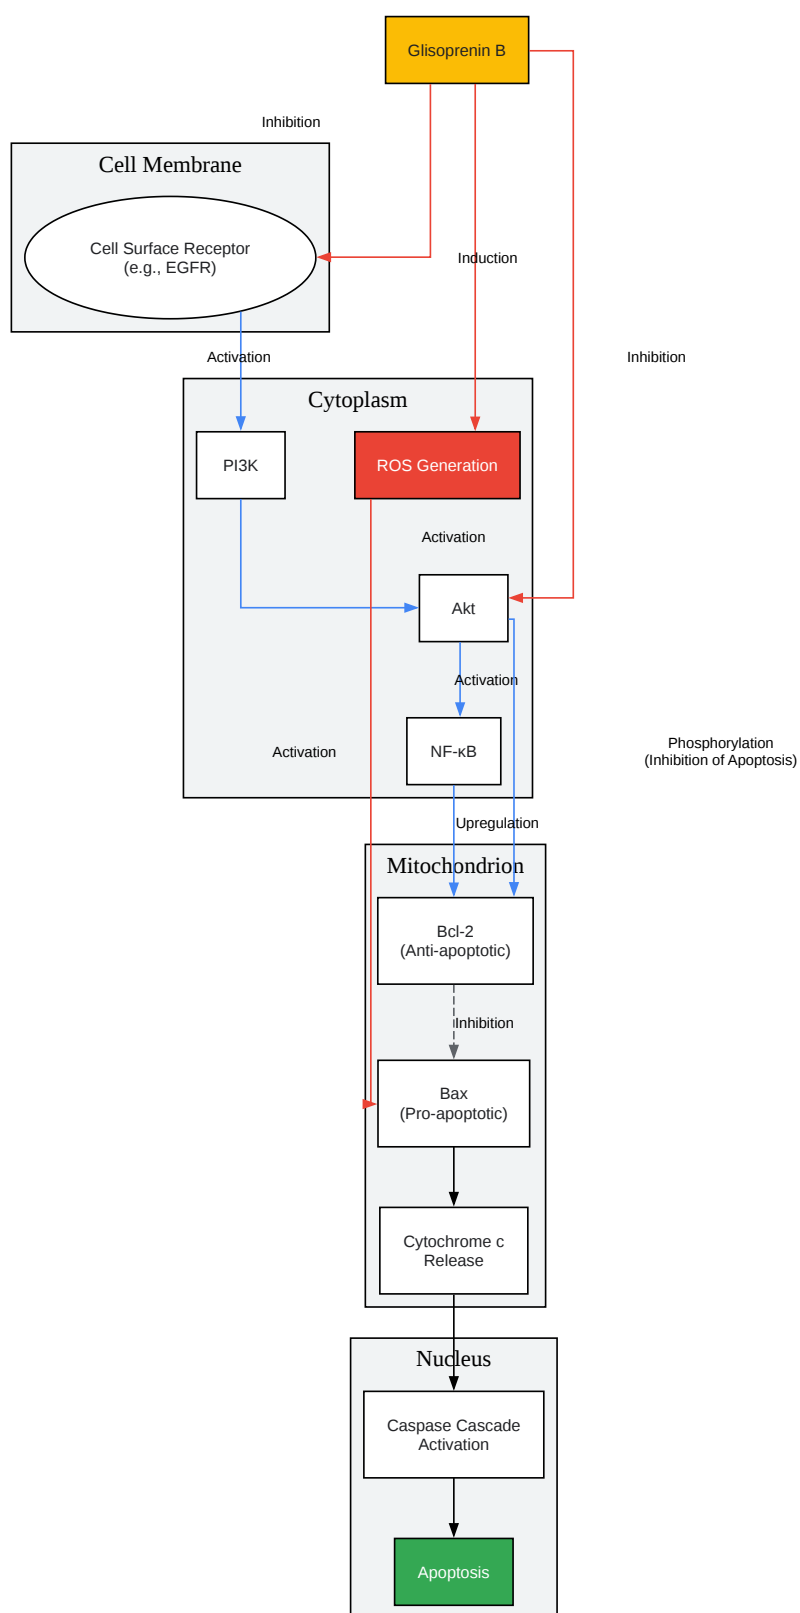 Glisoprenin B
Inhibition
Cell Membrane
Cell Surface Receptor
(e.g., EGFR)
Induction
Activation
Inhibition
Cytoplasm
PI3K
ROS Generation
Activation
Akt
Activation
Phosphorylation
(Inhibition of Apoptosis)
Activation
NF-κB
Upregulation
Mitochondrion
Bcl-2
(Anti-apoptotic)
Inhibition
Bax
(Pro-apoptotic)
Cytochrome c
Release
Nucleus
Caspase Cascade
Activation
Apoptosis